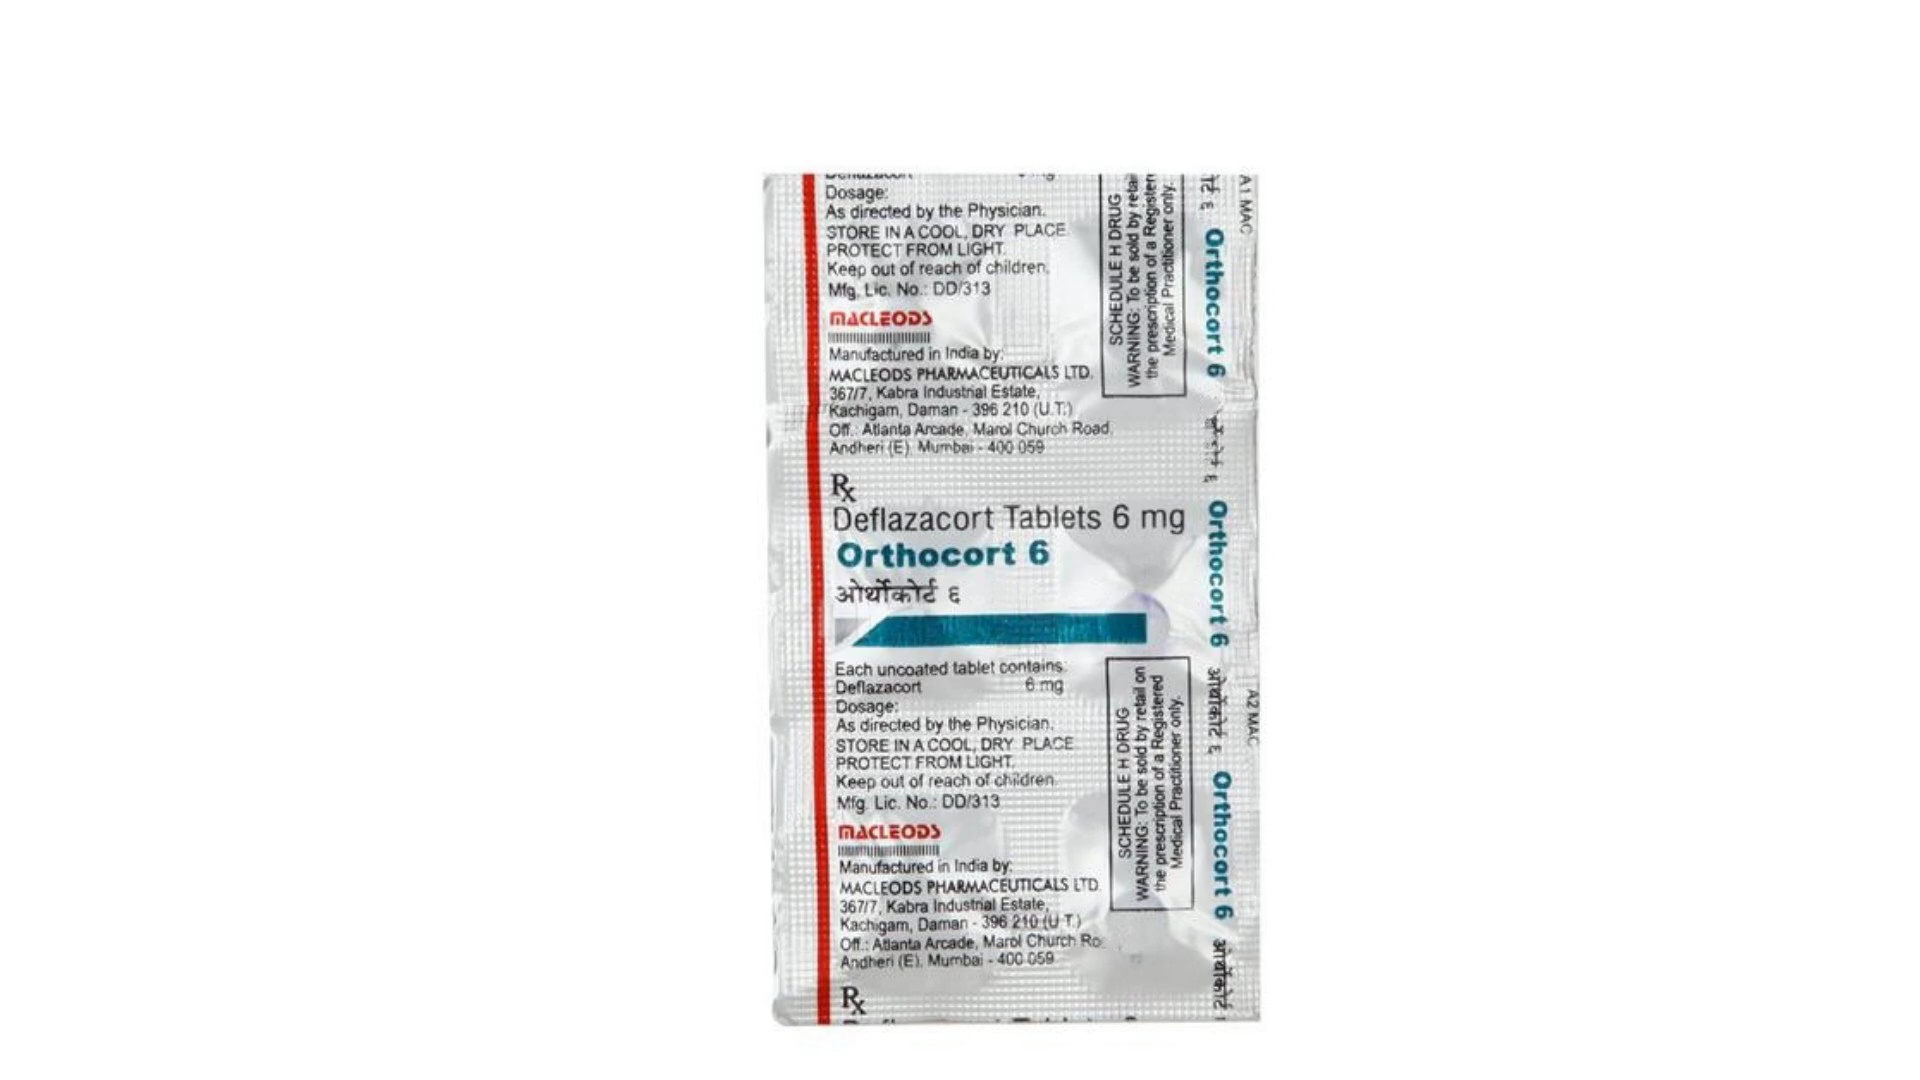 Dosage:
As directed by the Physician.
STORE IN A COOL, DRY PLACE.
PROTECT FROM LIGHT.
Keep out of reach of children.
Mfg. Lic. No.: DD/313
MACLEODS
Manufactured in India by:
MACLEODS PHARMACEUTICALS LTD.
367/7, Kabra Industrial Estate,
Kachigam, Daman - 396 210 (U.T.)
Off.: Atlanta Arcade, Marol Church Road,
Andheri (E), Mumbai - 400 059
SCHEDULE H DRUG
WARNING: To be sold by retail
the prescription of a Register
Medical Practitioner only.
Rx
Deflazacort Tablets 6 mg
Orthocort 6
ओर्थोकोर्ट ६
Each uncoated tablet contains:
Deflazacort 6 mg
Dosage:
As directed by the Physician.
STORE IN A COOL, DRY PLACE.
PROTECT FROM LIGHT.
Keep out of reach of children.
Mfg. Lic. No.: DD/313
MACLEODS
Manufactured in India by:
MACLEODS PHARMACEUTICALS LTD.
367/7, Kabra Industrial Estate,
Kachigam, Daman - 396 210 (U.T.)
Off.: Atlanta Arcade, Marol Church Ro
Andheri (E), Mumbai - 400 059
SCHEDULE H DRUG
WARNING: To be sold by retail on
the prescription of a Registered
Medical Practitioner only.
Rx
Orthocort 6
Orthocort 6
ओर्थोकोर्ट ६
Orthocort 6
A1 MAC
A2 MAC